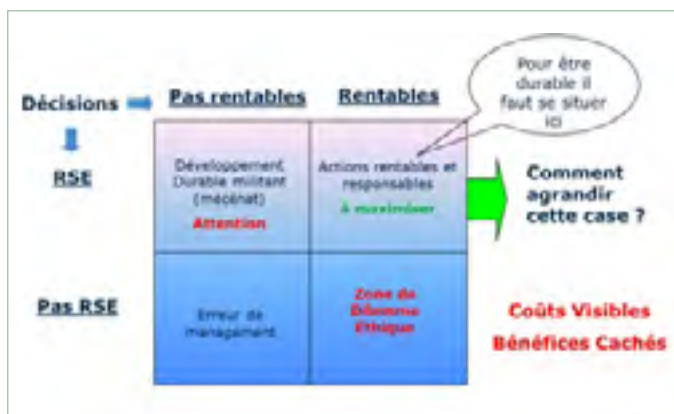 Pour être
durable il
faut se situer
ici
Décisions
Pas rentables
Rentables
RSE
Développement
Durable militant
(mécénat)
Attention
Actions rentables et
responsables
A maximiser
Comment
agrandir
cette case ?
Pas RSE
Erreur de
management
Zone de
Dilemme
Ethique
Coûts Visibles
Bénéfices Cachés